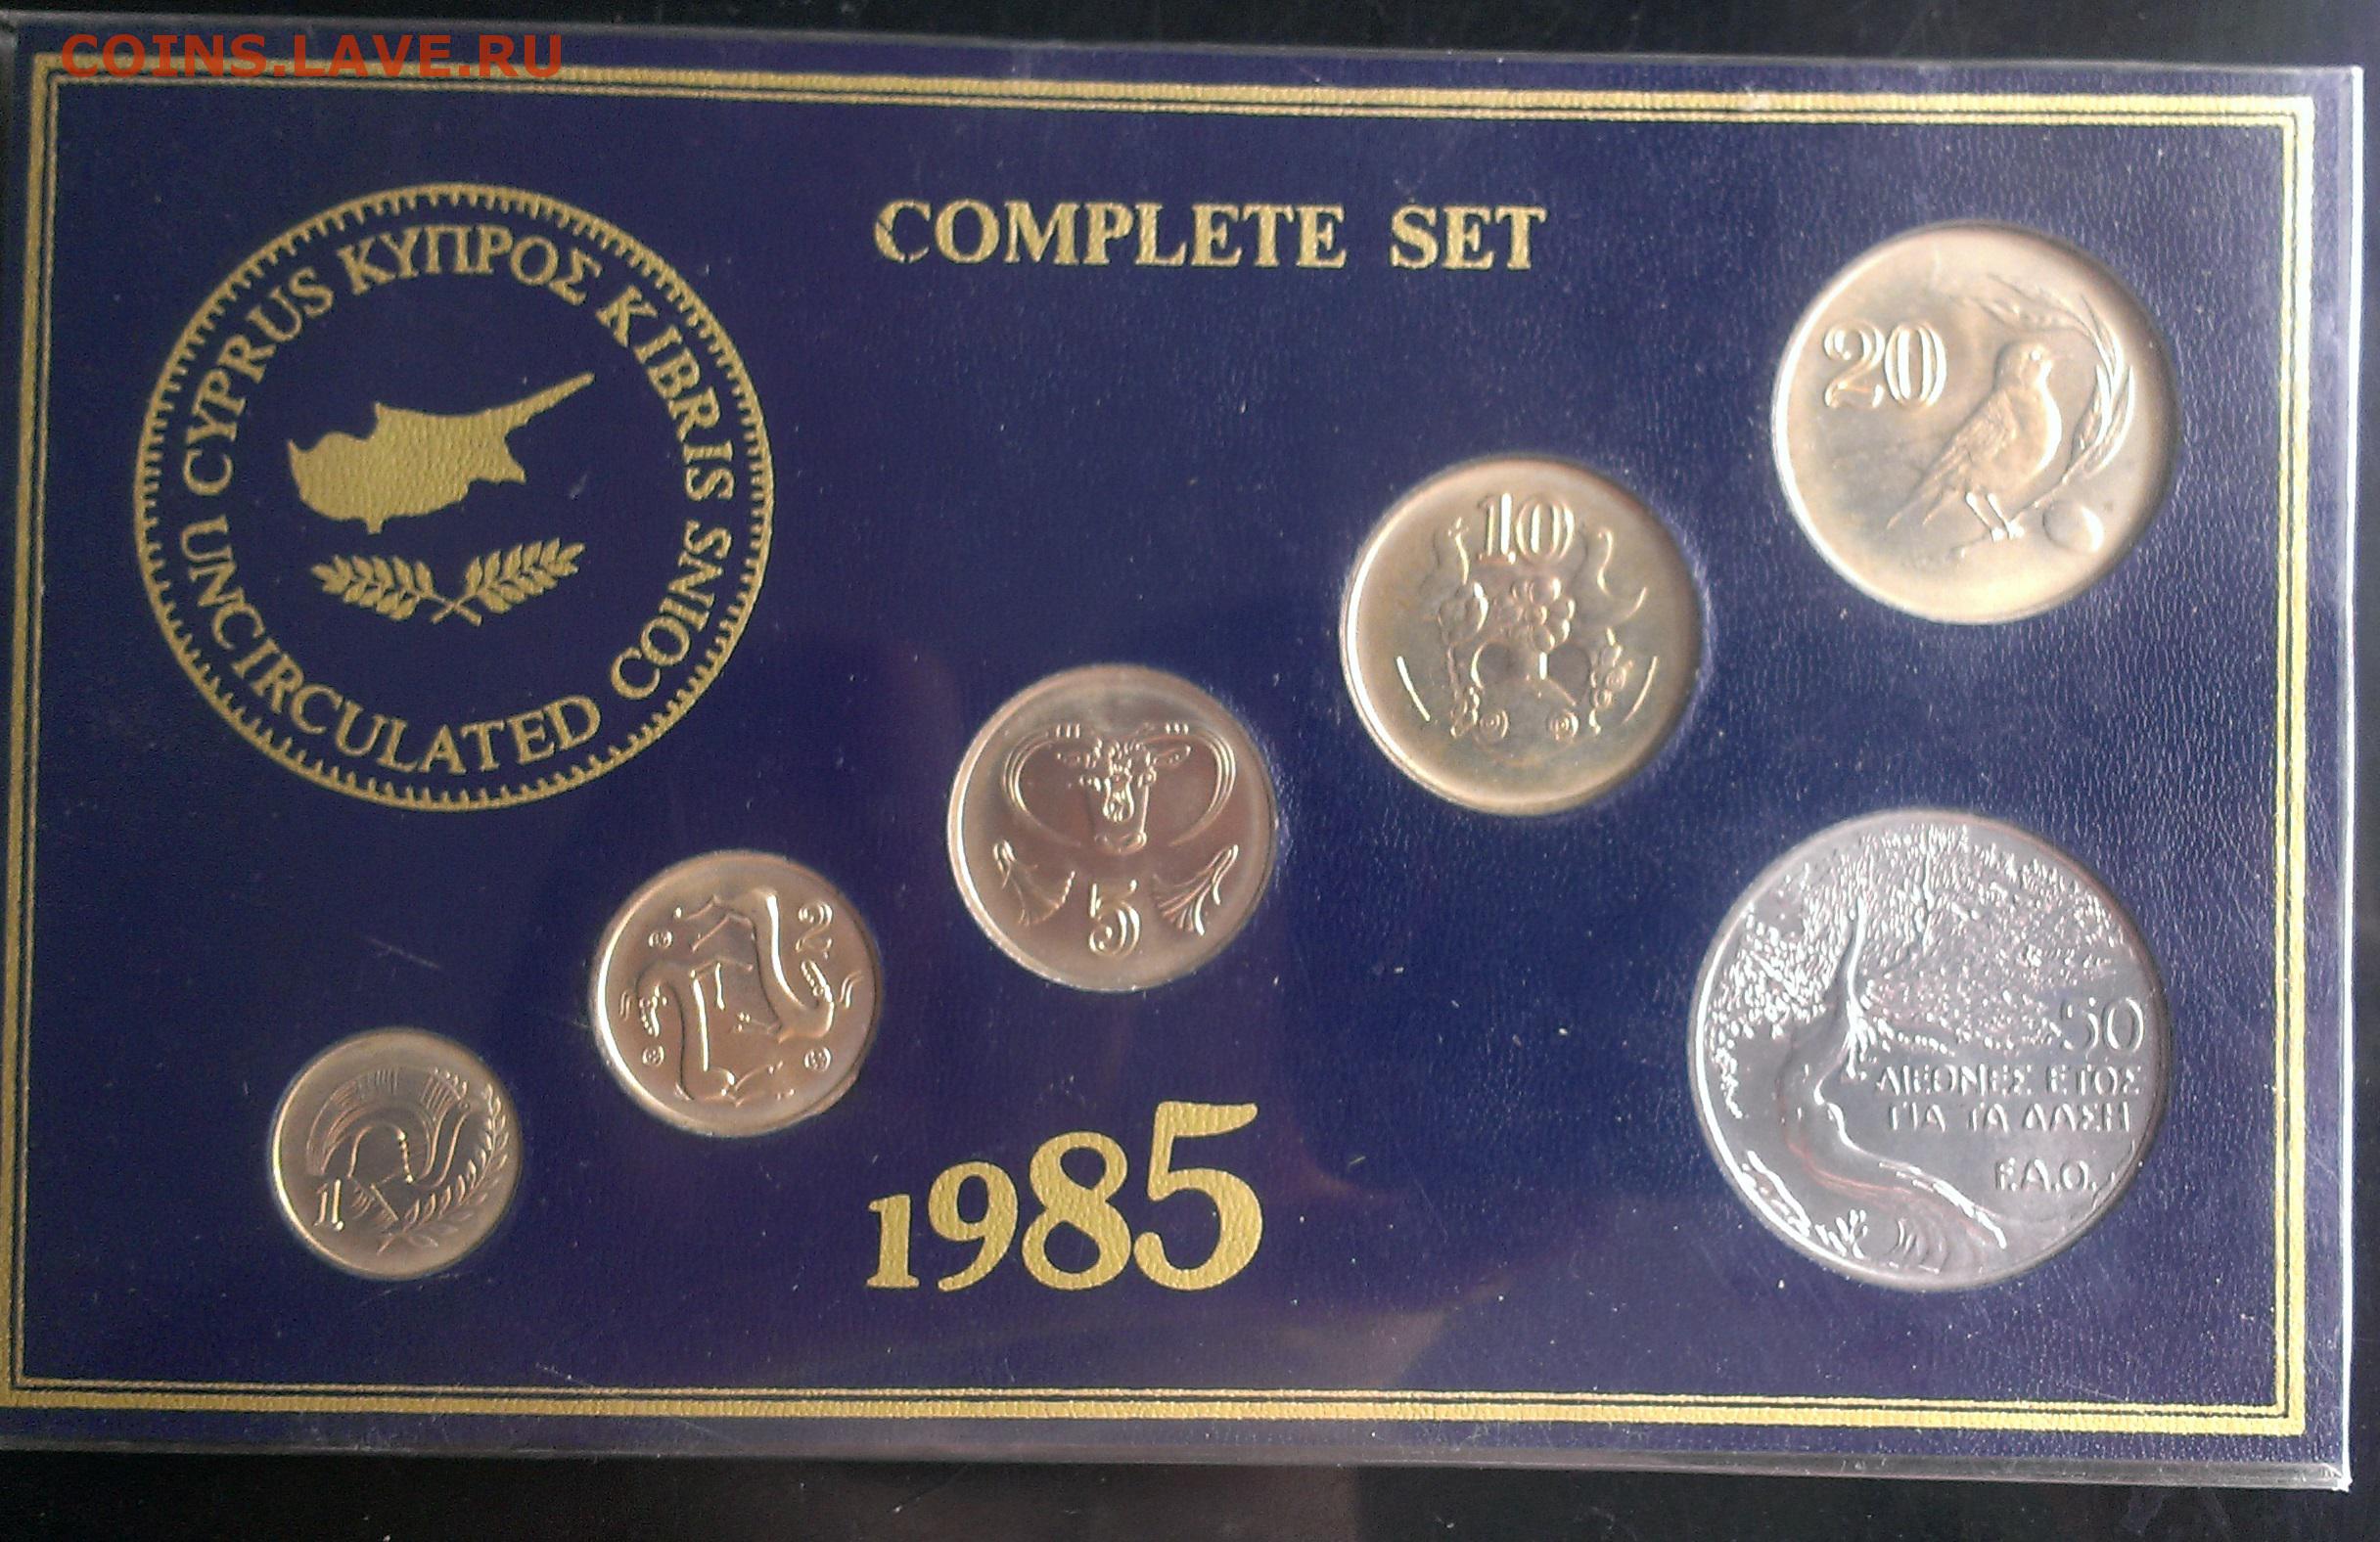 COINS.LAVE.RU
COMPLETE SET
CYPRUS ΚΥΠΡΟΣ KIBRIS
UNCIRCULATED COINS
20
10
5
2
1
50
ΔΙΕΘΝΕΣ ΕΤΟΣ
ΓΙΑ ΤΑ ΔΑΣΗ
F.A.O.
1985